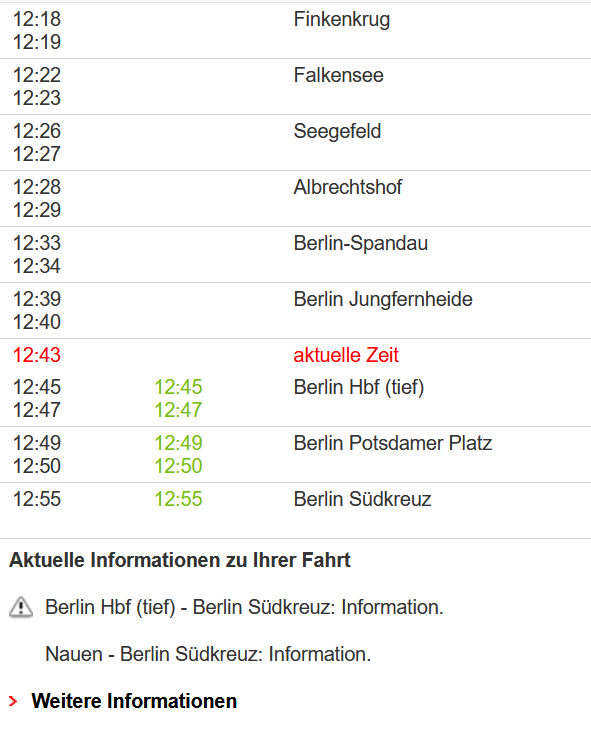 12:18 Finkenkrug
12:19
12:22 Falkensee
12:23
12:26 Seegefeld
12:27
12:28 Albrechtshof
12:29
12:33 Berlin-Spandau
12:34
12:39 Berlin Jungfernheide
12:40
12:43 aktuelle Zeit
12:45 12:45 Berlin Hbf (tief)
12:47 12:47
12:49 12:49 Berlin Potsdamer Platz
12:50 12:50
12:55 12:55 Berlin Südkreuz
Aktuelle Informationen zu Ihrer Fahrt
Berlin Hbf (tief) - Berlin Südkreuz: Information.
Nauen - Berlin Südkreuz: Information.
Weitere Informationen